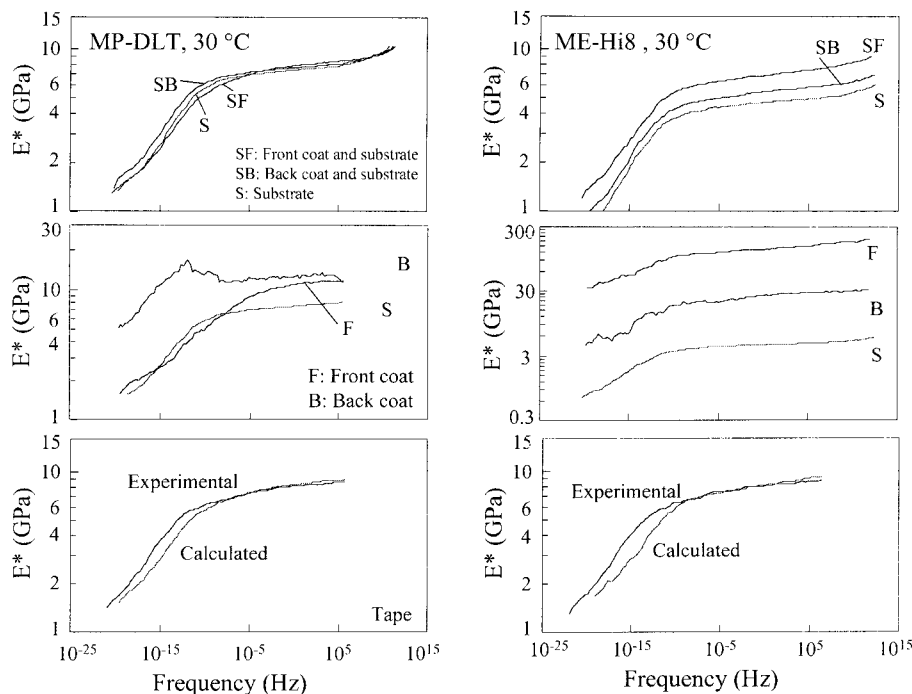 MP-DLT, 30 °C
15
10
6
4
2
1
E* (GPa)
SB
S
SF
SF: Front coat and substrate
SB: Back coat and substrate
S: Substrate
ME-Hi8 , 30 °C
15
10
6
4
2
1
E* (GPa)
SB
SF
S
30
10
6
4
1
E* (GPa)
B
S
F
F: Front coat
B: Back coat
300
30
3
0.3
E* (GPa)
F
B
S
15
10
6
4
2
1
E* (GPa)
Experimental
Calculated
Tape
10-25
10-15
10-5
105
1015
Frequency (Hz)
15
10
6
4
2
1
E* (GPa)
Experimental
Calculated
10-25
10-15
10-5
105
1015
Frequency (Hz)